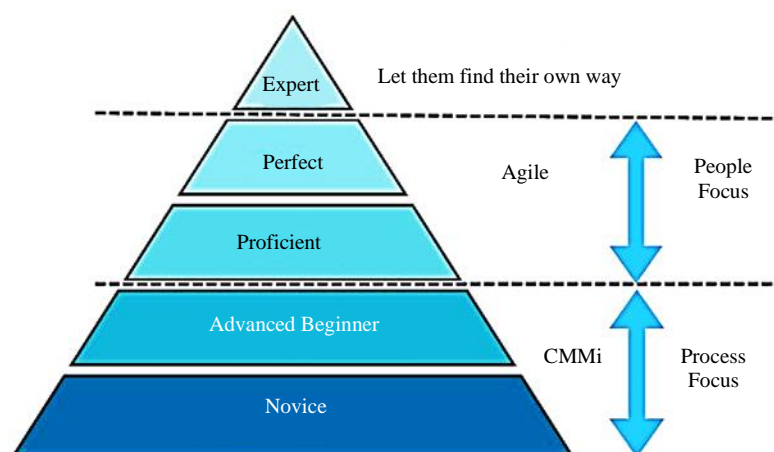 Expert
Let them find their own way
Perfect
Agile
People
Focus
Proficient
Advanced Beginner
CMMi
Process
Focus
Novice